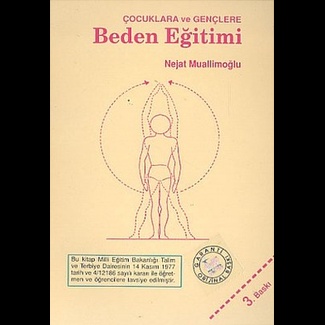 ÇOCUKLARA ve GENÇLERE
Beden Eğitimi
Nejat Muallimoğlu
Bu Kitap Milli Eğitim Bakanlığı Talim
ve Terbiye Dairesinin 14 Kasım 1977
tarih ve 4/12186 sayılı kararı ile öğret-
men ve öğrencilere tavsiye edilmiştir.
GARANTİ
3. Baskı